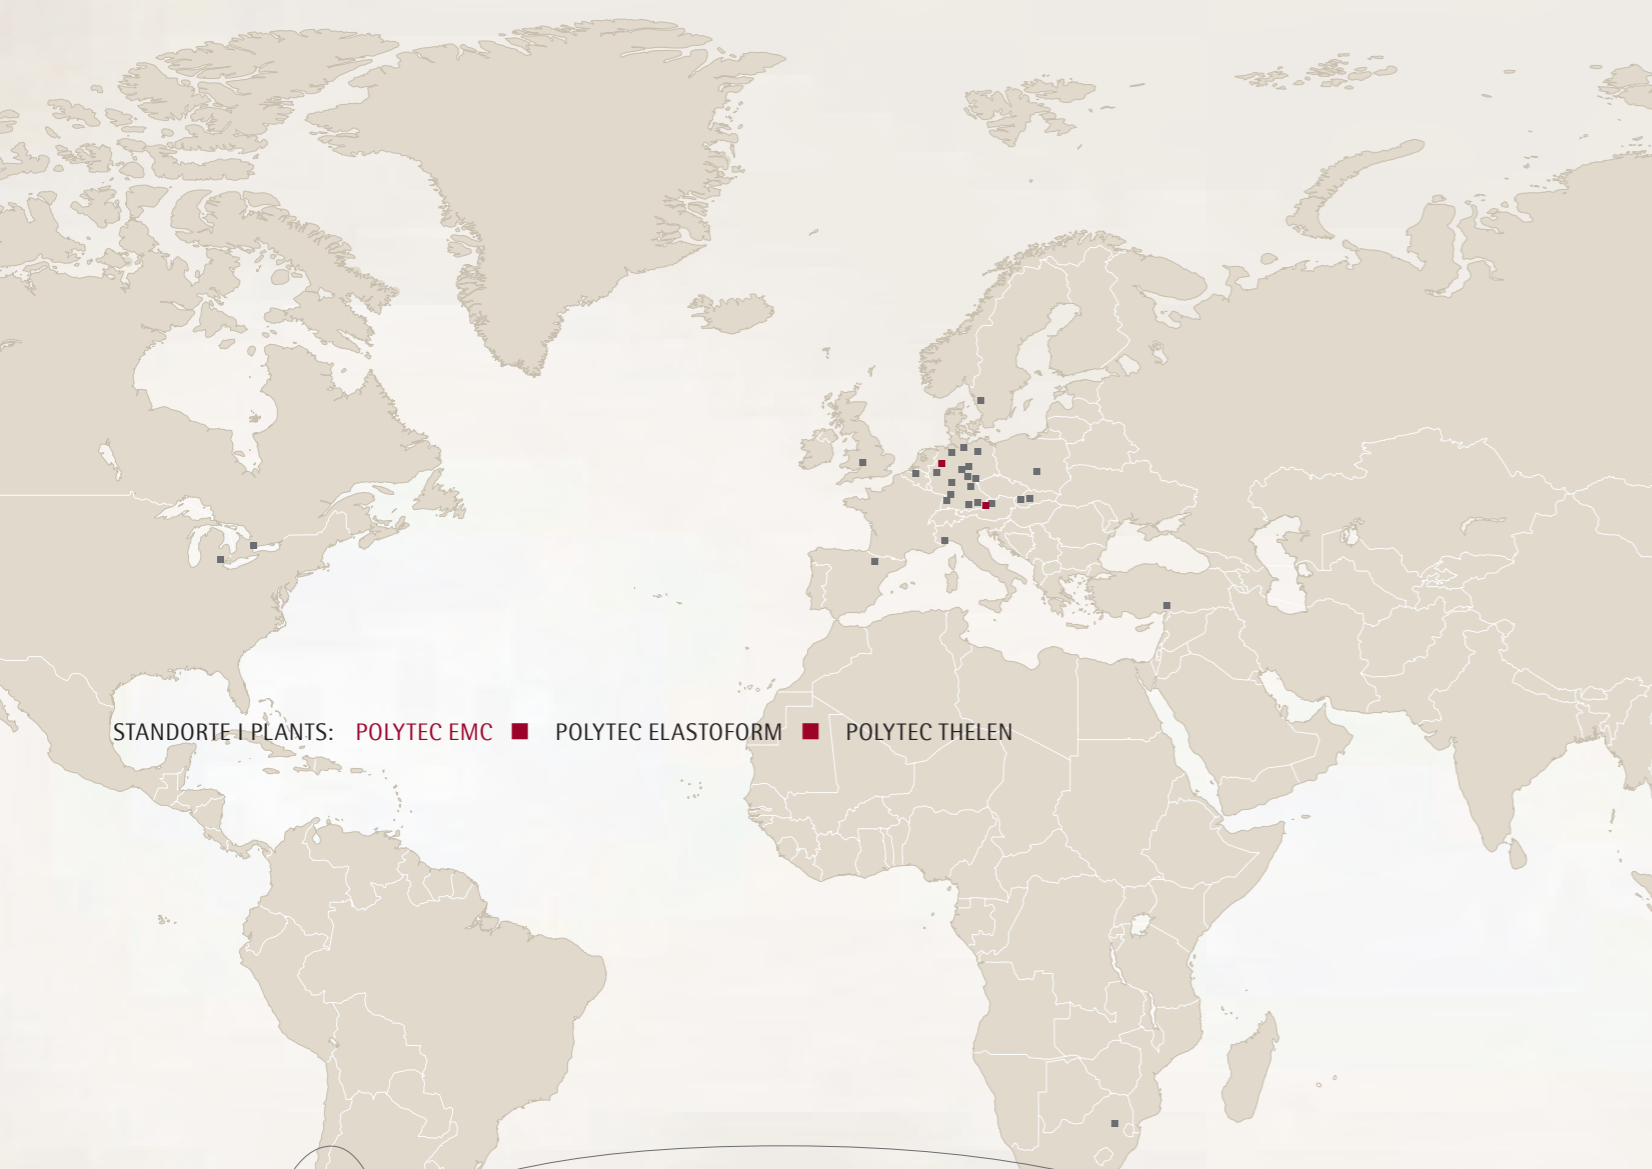 STANDORTE I PLANTS: POLYTEC EMC ■ POLYTEC ELASTOFORM ■ POLYTEC THELEN